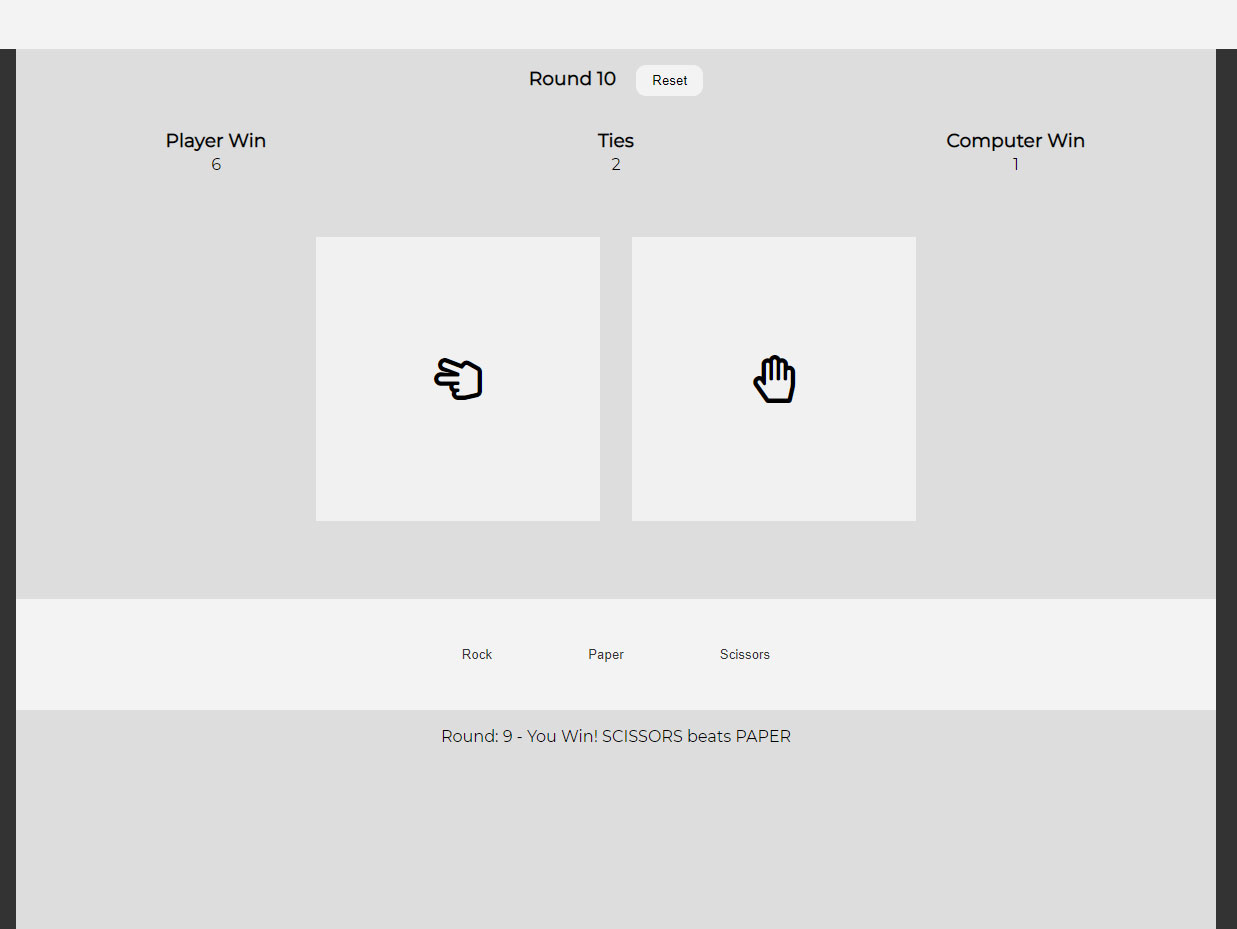 Round 10 Reset
Player Win Ties Computer Win
6 2 1
Rock Paper Scissors
Round: 9 - You Win! SCISSORS beats PAPER